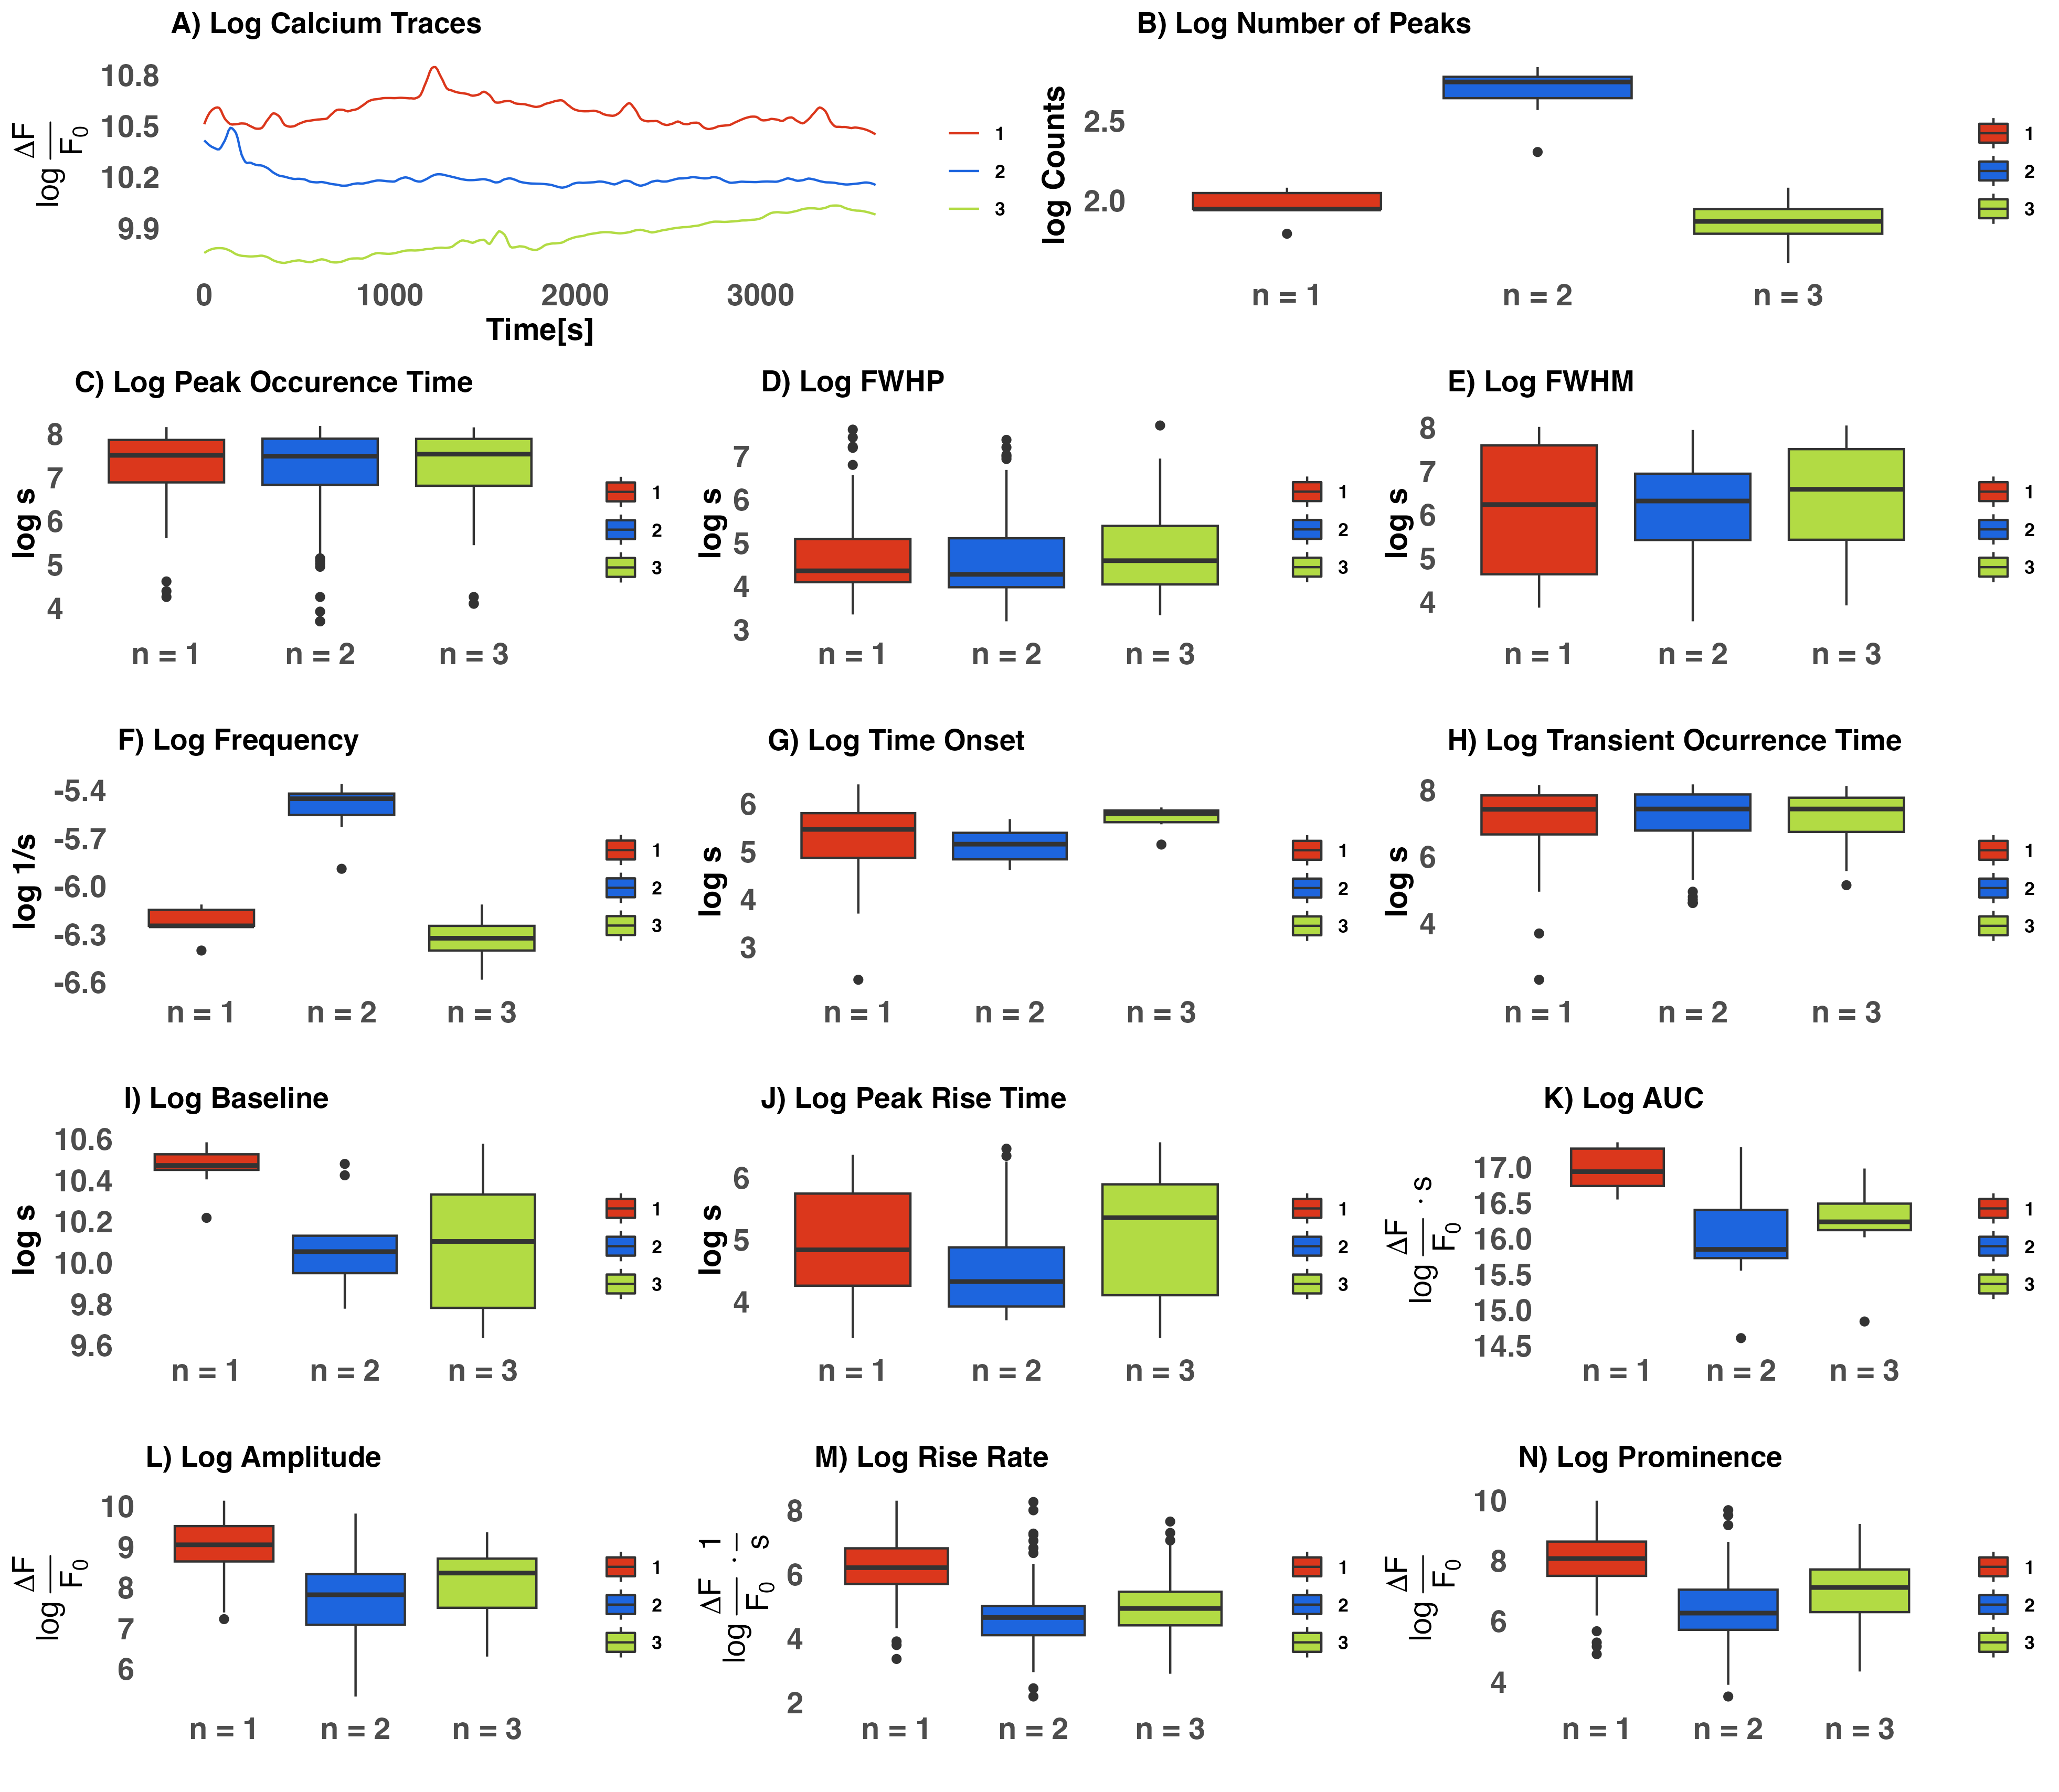 A) Log Calcium Traces
10.8
10.5
10.2
9.9
log ΔF/F₀
0 1000 2000 3000
Time[s]
1
2
3
B) Log Number of Peaks
2.5
2.0
log Counts
n = 1 n = 2 n = 3
1
2
3
C) Log Peak Occurence Time
8
7
6
5
4
log s
n = 1 n = 2 n = 3
1
2
3
D) Log FWHP
7
6
5
4
3
log s
n = 1 n = 2 n = 3
1
2
3
E) Log FWHM
8
7
6
5
4
log s
n = 1 n = 2 n = 3
1
2
3
F) Log Frequency
-5.4
-5.7
-6.0
-6.3
-6.6
log 1/s
n = 1 n = 2 n = 3
1
2
3
G) Log Time Onset
6
5
4
3
log s
n = 1 n = 2 n = 3
1
2
3
H) Log Transient Ocurrence Time
8
6
4
log s
n = 1 n = 2 n = 3
1
2
3
I) Log Baseline
10.6
10.4
10.2
10.0
9.8
9.6
log s
n = 1 n = 2 n = 3
1
2
3
J) Log Peak Rise Time
6
5
4
log s
n = 1 n = 2 n = 3
1
2
3
K) Log AUC
17.0
16.5
16.0
15.5
15.0
14.5
log ΔF/F₀ · s
n = 1 n = 2 n = 3
1
2
3
L) Log Amplitude
10
9
8
7
6
log ΔF/F₀
n = 1 n = 2 n = 3
1
2
3
M) Log Rise Rate
8
6
4
2
log ΔF/F₀ · 1/s
n = 1 n = 2 n = 3
1
2
3
N) Log Prominence
10
8
6
4
log ΔF/F₀
n = 1 n = 2 n = 3
1
2
3